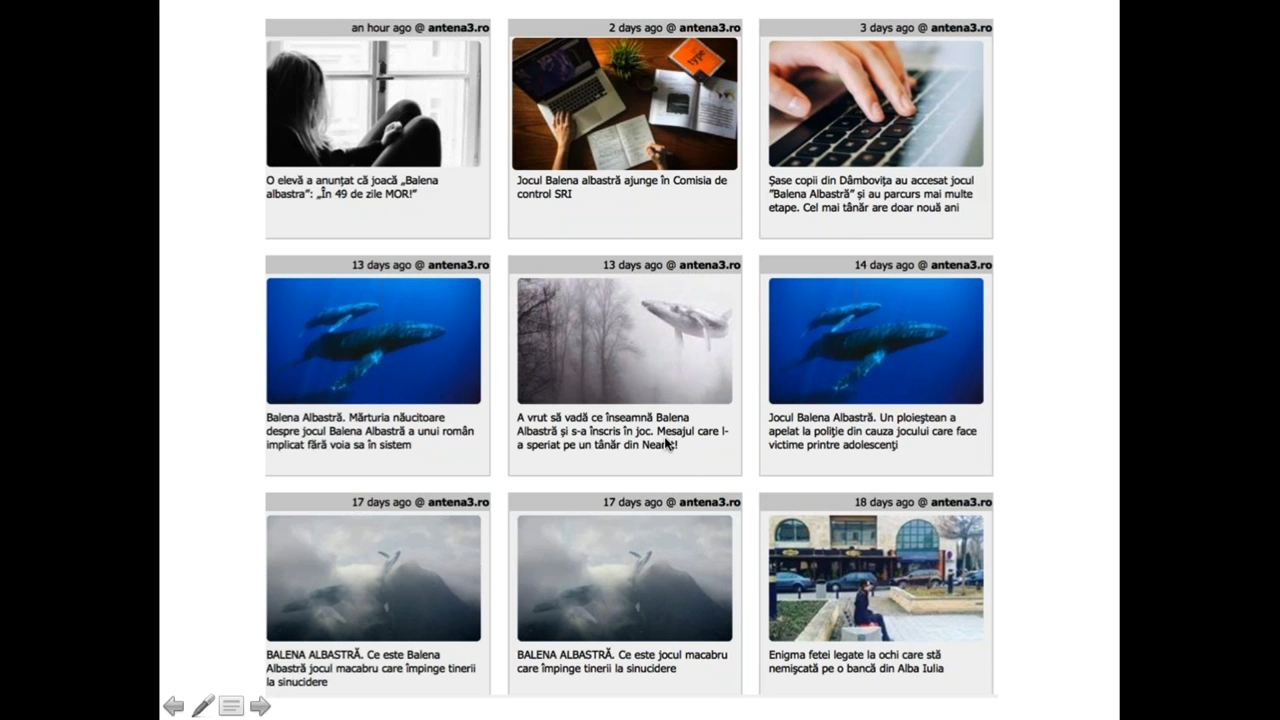 an hour ago @ antena3.ro
O elevă a anunțat că joacă „Balena
albastra”: „În 49 de zile MOR!”
2 days ago @ antena3.ro
type
Jocul Balena albastră ajunge în Comisia de
control SRI
3 days ago @ antena3.ro
Șase copii din Dâmbovița au accesat jocul
”Balena Albastră” și au parcurs mai multe
etape. Cel mai tânăr are doar nouă ani
13 days ago @ antena3.ro
Balena Albastră. Mărturia năucitoare
despre jocul Balena Albastră a unui român
implicat fără voia sa în sistem
13 days ago @ antena3.ro
A vrut să vadă ce înseamnă Balena
Albastră și s-a înscris în joc. Mesajul care l-
a speriat pe un tânăr din Neamț!
14 days ago @ antena3.ro
Jocul Balena Albastră. Un ploieştean a
apelat la poliţie din cauza jocului care face
victime printre adolescenţi
17 days ago @ antena3.ro
BALENA ALBASTRĂ. Ce este Balena
Albastră jocul macabru care împinge tinerii
la sinucidere
17 days ago @ antena3.ro
BALENA ALBASTRĂ. Ce este jocul macabru
care împinge tinerii la sinucidere
18 days ago @ antena3.ro
Enigma fetei legate la ochi care stă
nemișcată pe o bancă din Alba Iulia